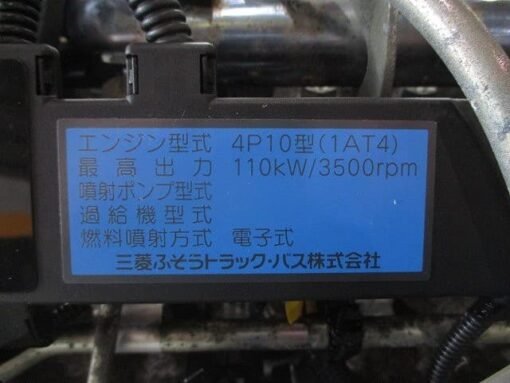 エンジン型式 4P10型(1AT4)
最高出力 110kW/3500rpm
噴射ポンプ型式
過給機型式
燃料噴射方式 電子式
三菱ふそうトラック・バス株式会社